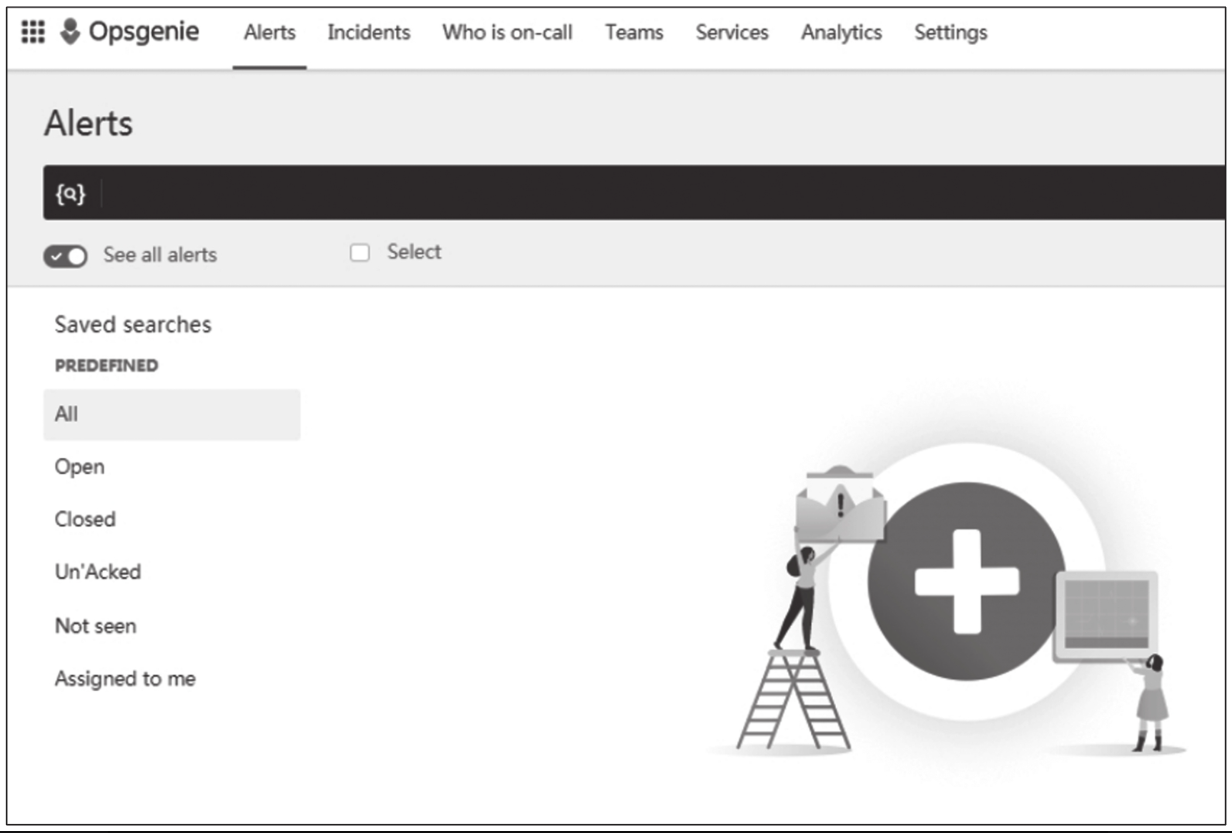 Opsgenie Alerts Incidents Who is on-call Teams Services Analytics Settings
Alerts
See all alerts Select
Saved searches
PREDEFINED
All
Open
Closed
Un'Acked
Not seen
Assigned to me